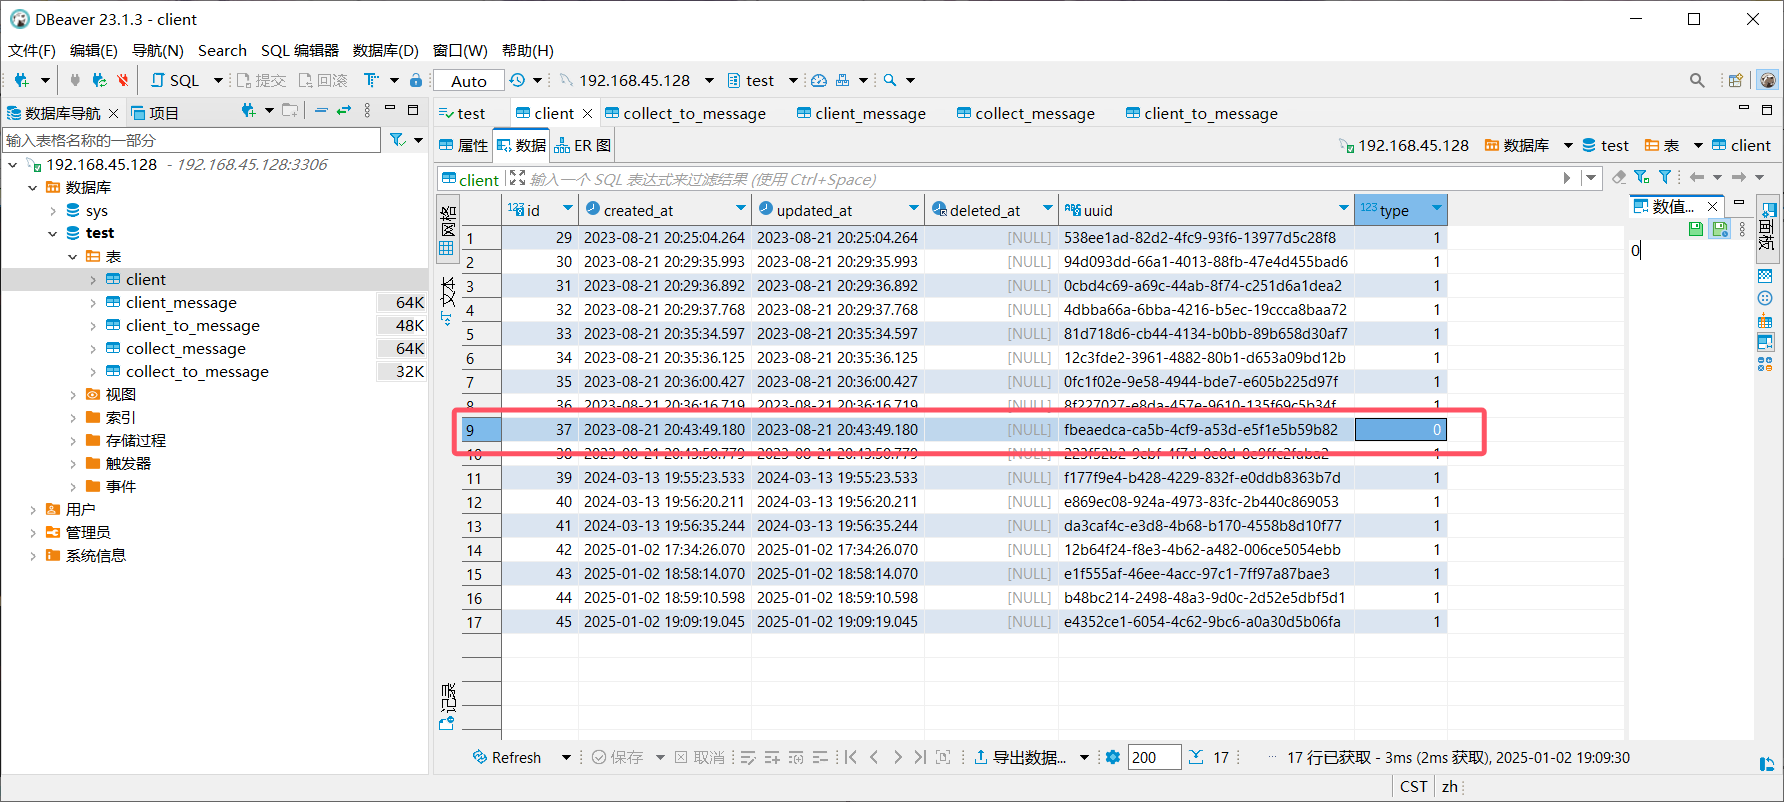 DBeaver 23.1.3 - client
文件(F) 编辑(E) 导航(N) Search SQL 编辑器 数据库(D) 窗口(W) 帮助(H)
SQL 提交 回滚 Auto 192.168.45.128 test
数据库导航 项目
test client collect_to_message client_message collect_message client_to_message
输入表格名称的一部分
属性 数据 ER 图 192.168.45.128 数据库 test 表 client
192.168.45.128 - 192.168.45.128:3306
数据库
sys
test
表
client
client_message 64K
client_to_message 48K
collect_message 64K
collect_to_message 32K
视图
索引
存储过程
触发器
事件
用户
管理员
系统信息
client 输入一个 SQL 表达式来过滤结果 (使用 Ctrl+Space)
网格
文本
记录
123 id created_at updated_at deleted_at ABC uuid 123 type
1 29 2023-08-21 20:25:04.264 2023-08-21 20:25:04.264 [NULL] 538ee1ad-82d2-4fc9-93f6-13977d5c28f8 1
2 30 2023-08-21 20:29:35.993 2023-08-21 20:29:35.993 [NULL] 94d093dd-66a1-4013-88fb-47e4d455bad6 1
3 31 2023-08-21 20:29:36.892 2023-08-21 20:29:36.892 [NULL] 0cbd4c69-a69c-44ab-8f74-c251d6a1dea2 1
4 32 2023-08-21 20:29:37.768 2023-08-21 20:29:37.768 [NULL] 4dbba66a-6bba-4216-b5ec-19ccca8baa72 1
5 33 2023-08-21 20:35:34.597 2023-08-21 20:35:34.597 [NULL] 81d718d6-cb44-4134-b0bb-89b658d30af7 1
6 34 2023-08-21 20:35:36.125 2023-08-21 20:35:36.125 [NULL] 12c3fde2-3961-4882-80b1-d653a09bd12b 1
7 35 2023-08-21 20:36:00.427 2023-08-21 20:36:00.427 [NULL] 0fc1f02e-9e58-4944-bde7-e605b225d97f 1
8 36 2023-08-21 20:36:16.719 2023-08-21 20:36:16.719 [NULL] 8f227027-e8da-457e-9610-135f69c5b34f 1
9 37 2023-08-21 20:43:49.180 2023-08-21 20:43:49.180 [NULL] fbeaedca-ca5b-4cf9-a53d-e5f1e5b59b82 0
10 38 2023-08-21 20:43:50.779 2023-08-21 20:43:50.779 [NULL] 1
11 39 2024-03-13 19:55:23.533 2024-03-13 19:55:23.533 [NULL] f177f9e4-b428-4229-832f-e0ddb8363b7d 1
12 40 2024-03-13 19:56:20.211 2024-03-13 19:56:20.211 [NULL] e869ec08-924a-4973-83fc-2b440c869053 1
13 41 2024-03-13 19:56:35.244 2024-03-13 19:56:35.244 [NULL] da3caf4c-e3d8-4b68-b170-4558b8d10f77 1
14 42 2025-01-02 17:34:26.070 2025-01-02 17:34:26.070 [NULL] 12b64f24-f8e3-4b62-a482-006ce5054ebb 1
15 43 2025-01-02 18:58:14.070 2025-01-02 18:58:14.070 [NULL] e1f555af-46ee-4acc-97c1-7ff97a87bae3 1
16 44 2025-01-02 18:59:10.598 2025-01-02 18:59:10.598 [NULL] b48bc214-2498-48a3-9d0c-2d52e5dbf5d1 1
17 45 2025-01-02 19:09:19.045 2025-01-02 19:09:19.045 [NULL] e4352ce1-6054-4c62-9bc6-a0a30d5b06fa 1
数值...
0
面板
Refresh 保存 取消 导出数据... 200 17 ... 17 行已获取 - 3ms (2ms 获取), 2025-01-02 19:09:30
CST zh